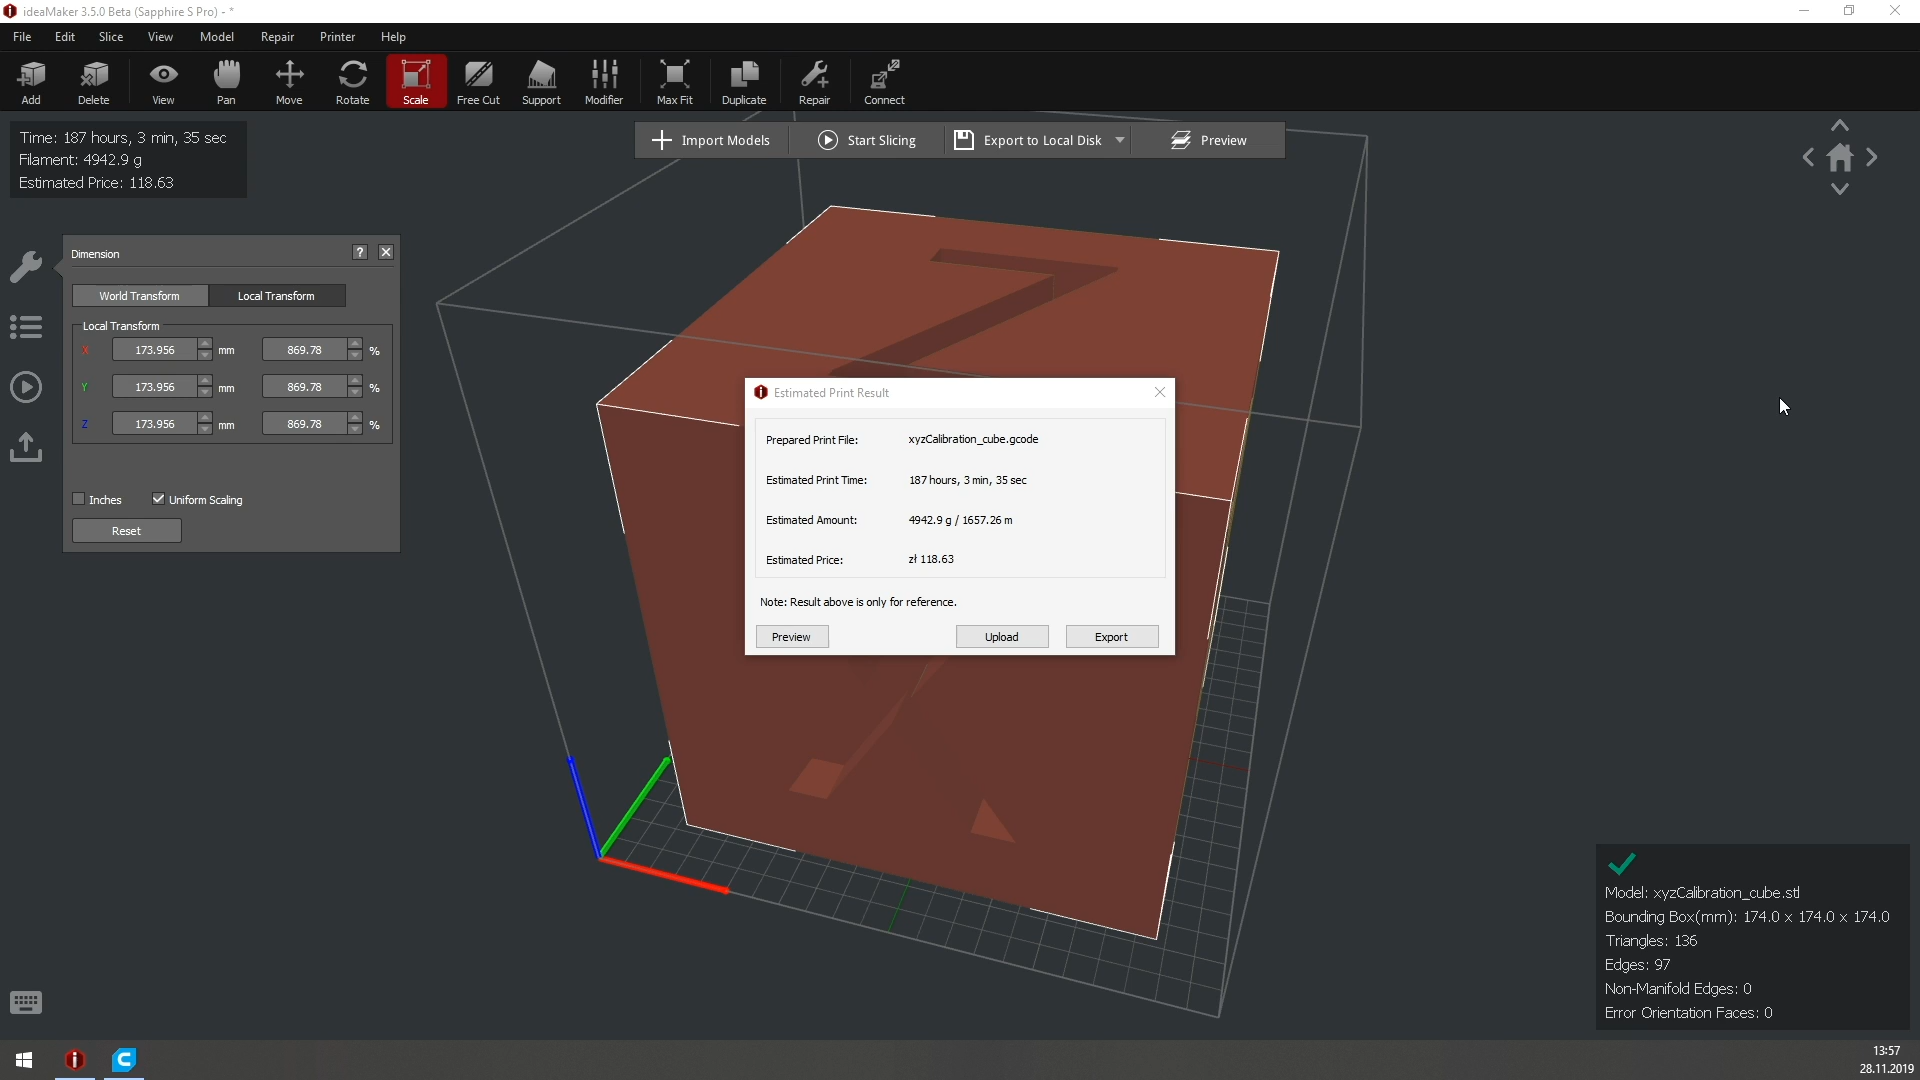 ideaMaker 3.5.0 Beta (Sapphire S Pro) - *
File Edit Slice View Model Repair Printer Help
Add Delete View Pan Move Rotate Scale Free Cut Support Modifier Max Fit Duplicate Repair Connect
Import Models Start Slicing Export to Local Disk Preview
Time: 187 hours, 3 min, 35 sec
Filament: 4942.9 g
Estimated Price: 118.63
Dimension ?
World Transform Local Transform
Local Transform
X 173.956 mm 869.78 %
Y 173.956 mm 869.78 %
Z 173.956 mm 869.78 %
Inches Uniform Scaling
Reset
Z
Estimated Print Result
Prepared Print File: xyzCalibration_cube.gcode
Estimated Print Time: 187 hours, 3 min, 35 sec
Estimated Amount: 4942.9 g / 1657.26 m
Estimated Price: zł 118.63
Note: Result above is only for reference.
Preview Upload Export
Model: xyzCalibration_cube.stl
Bounding Box(mm): 174.0 x 174.0 x 174.0
Triangles: 136
Edges: 97
Non-Manifold Edges: 0
Error Orientation Faces: 0
13:57
28.11.2019